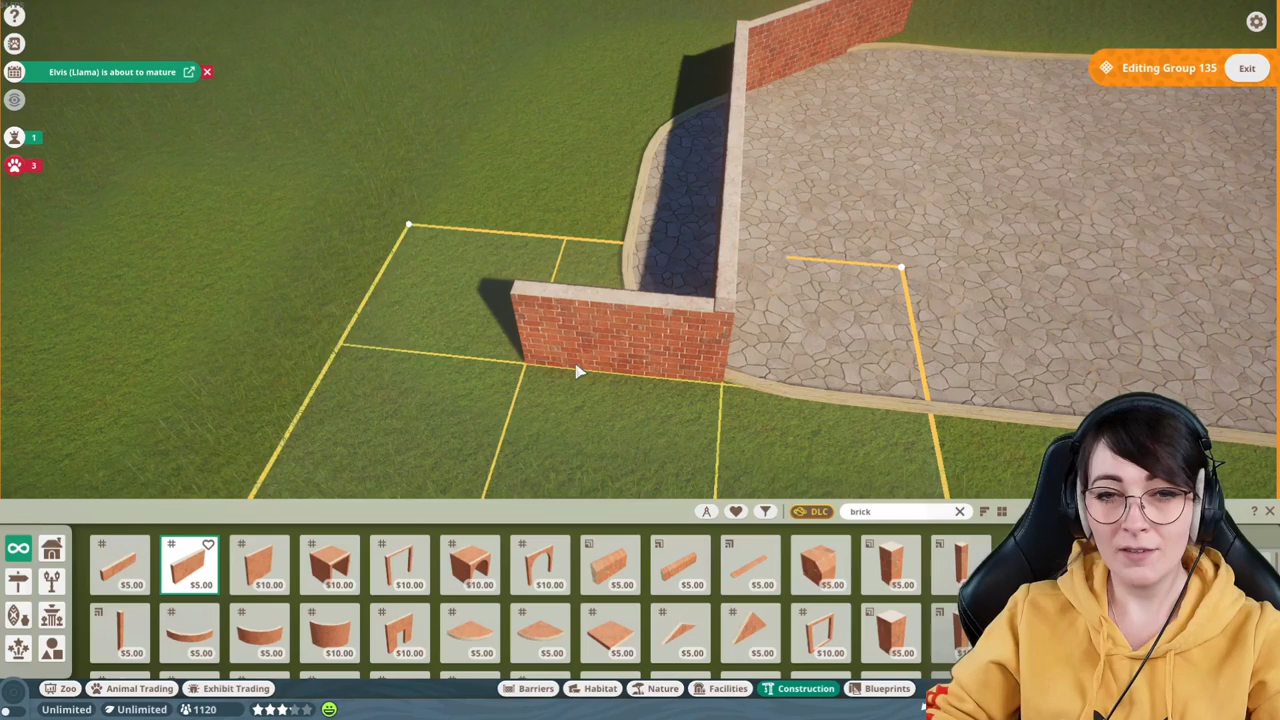 ?
Elvis (Llama) is about to mature
1
3
Editing Group 135
Exit
DLC
brick
?
$5.00 $5.00 $10.00 $10.00 $10.00 $10.00 $10.00 $5.00 $5.00 $5.00 $5.00 $5.00 $5.00
$5.00 $5.00 $5.00 $10.00 $10.00 $5.00 $5.00 $5.00 $5.00 $5.00 $10.00 $5.00
Zoo
Animal Trading
Exhibit Trading
Barriers
Habitat
Nature
Facilities
Construction
Blueprints
Unlimited
Unlimited
1120